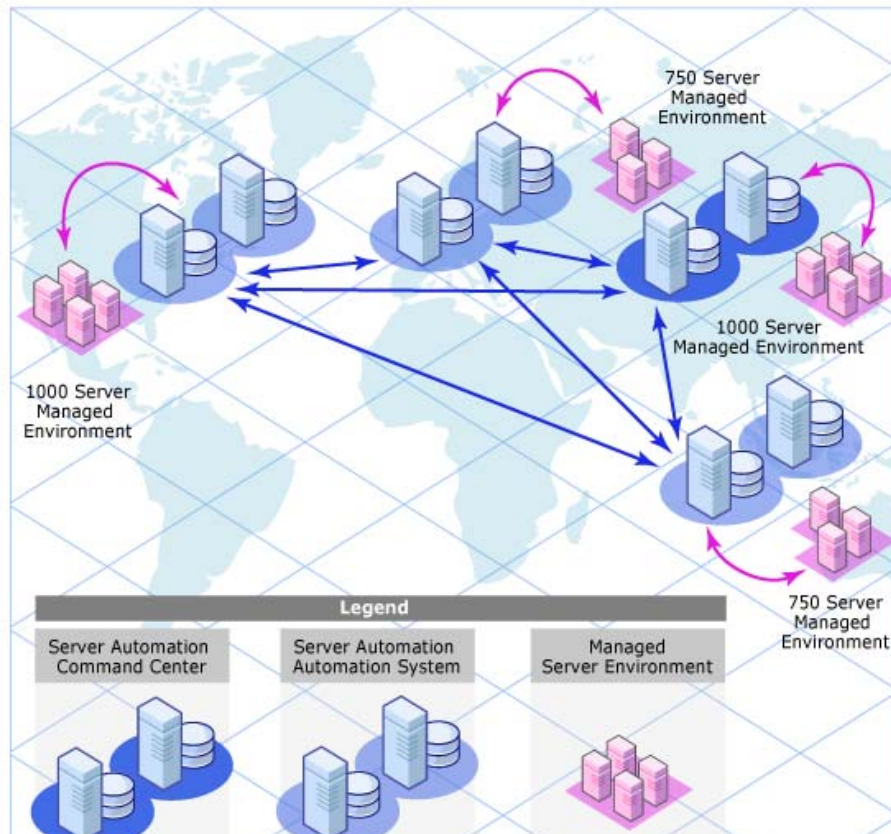 750 Server
Managed
Environment
1000 Server
Managed Environment
1000 Server
Managed
Environment
750 Server
Managed
Environment
Legend
Server Automation
Command Center
Server Automation
Automation System
Managed
Server Environment